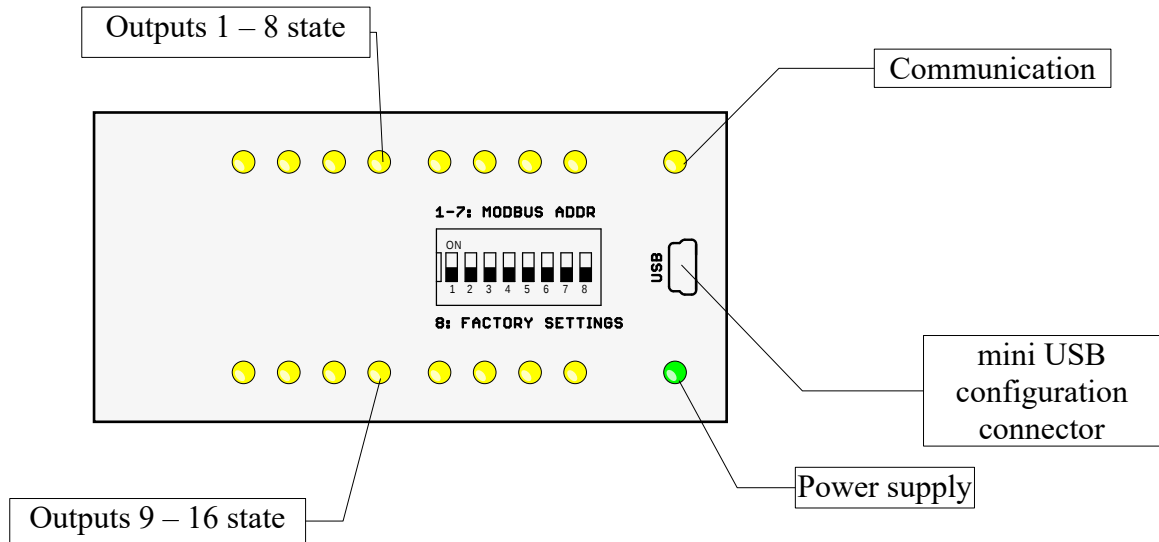 Outputs 1 – 8 state
Communication
1-7: MODBUS ADDR
ON
1 2 3 4 5 6 7 8
USB
8: FACTORY SETTINGS
mini USB
configuration
connector
Power supply
Outputs 9 – 16 state